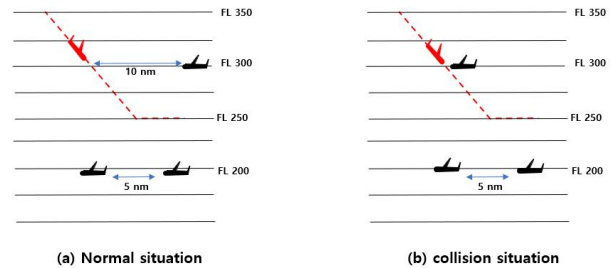 FL 350
FL 300
10 nm
FL 250
FL 200
5 nm
(a) Normal situation
FL 350
FL 300
FL 250
FL 200
5 nm
(b) collision situation